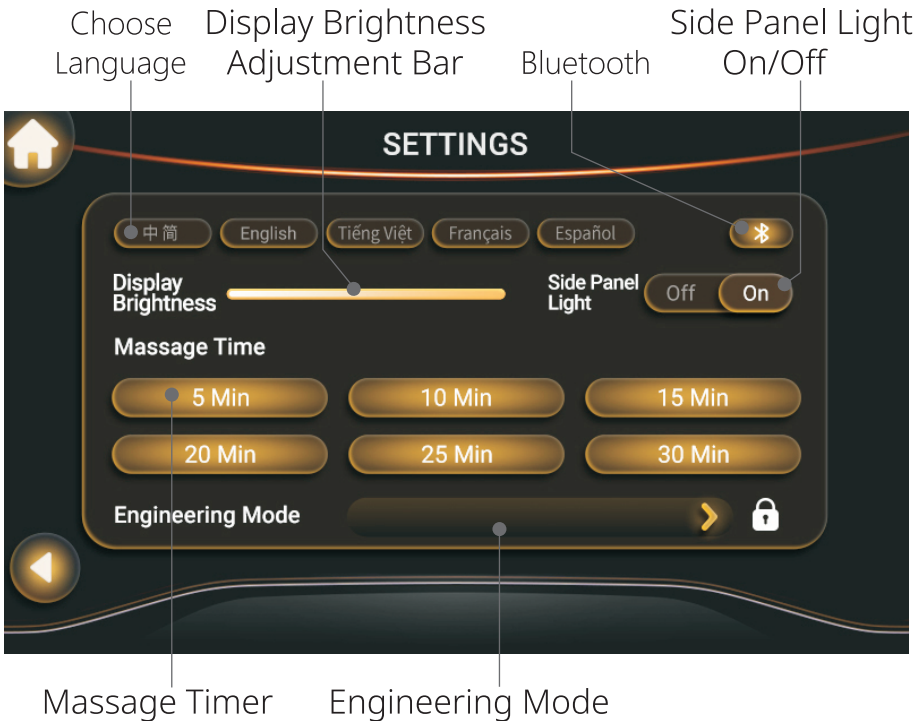 Choose
Language
Display Brightness
Adjustment Bar
Bluetooth
Side Panel Light
On/Off
SETTINGS
中简 English Tiếng Việt Français Español
Display
Brightness
Side Panel
Light
Off On
Massage Time
5 Min 10 Min 15 Min
20 Min 25 Min 30 Min
Engineering Mode
Massage Timer Engineering Mode